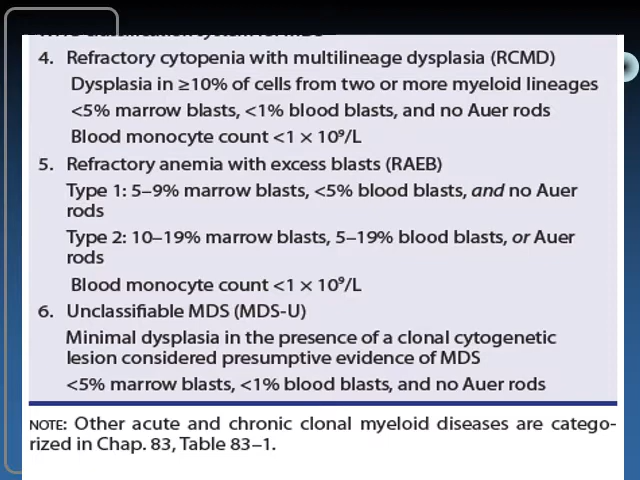 4. Refractory cytopenia with multilineage dysplasia (RCMD)
Dysplasia in ≥10% of cells from two or more myeloid lineages
<5% marrow blasts, <1% blood blasts, and no Auer rods
Blood monocyte count <1 × 10⁹/L
5. Refractory anemia with excess blasts (RAEB)
Type 1: 5–9% marrow blasts, <5% blood blasts, and no Auer
rods
Type 2: 10–19% marrow blasts, 5–19% blood blasts, or Auer
rods
Blood monocyte count <1 × 10⁹/L
6. Unclassifiable MDS (MDS-U)
Minimal dysplasia in the presence of a clonal cytogenetic
lesion considered presumptive evidence of MDS
<5% marrow blasts, <1% blood blasts, and no Auer rods
NOTE: Other acute and chronic clonal myeloid diseases are catego-
rized in Chap. 83, Table 83–1.